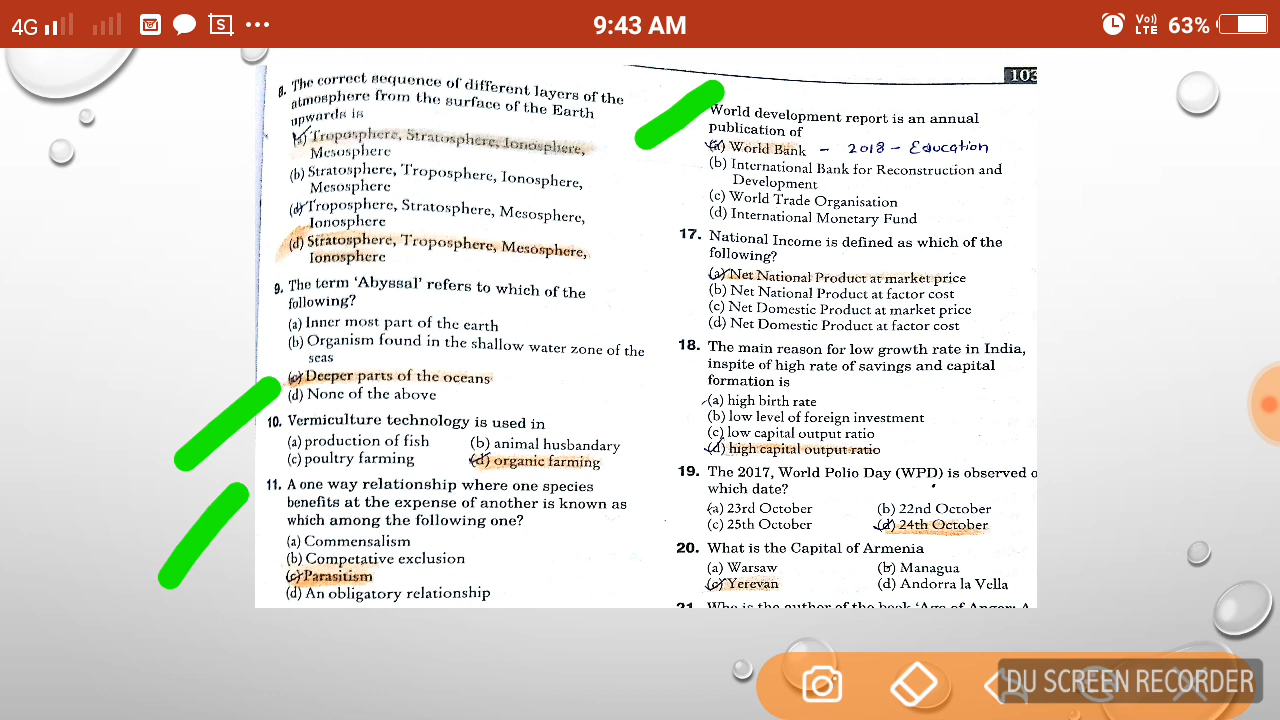 4G
9:43 AM
Vol)
LTE
63%
103
8. The correct sequence of different layers of the
atmosphere from the surface of the Earth
upwards is
(a) Troposphere, Stratosphere, Ionosphere,
Mesosphere
(b) Stratosphere, Troposphere, Ionosphere,
Mesosphere
(c) Troposphere, Stratosphere, Mesosphere,
Ionosphere
(d) Stratosphere, Troposphere, Mesosphere,
Ionosphere
9. The term 'Abyssal' refers to which of the
following?
(a) Inner most part of the earth
(b) Organism found in the shallow water zone of the
seas
(c) Deeper parts of the oceans
(d) None of the above
10. Vermiculture technology is used in
(a) production of fish (b) animal husbandary
(c) poultry farming (d) organic farming
11. A one way relationship where one species
benefits at the expense of another is known as
which among the following one?
(a) Commensalism
(b) Competative exclusion
(c) Parasitism
(d) An obligatory relationship
World development report is an annual
publication of
(a) World Bank – 2018 – Education
(b) International Bank for Reconstruction and
Development
(c) World Trade Organisation
(d) International Monetary Fund
17. National Income is defined as which of the
following?
(a) Net National Product at market price
(b) Net National Product at factor cost
(c) Net Domestic Product at market price
(d) Net Domestic Product at factor cost
18. The main reason for low growth rate in India,
inspite of high rate of savings and capital
formation is
(a) high birth rate
(b) low level of foreign investment
(c) low capital output ratio
(d) high capital output ratio
19. The 2017, World Polio Day (WPD) is observed o
which date?
(a) 23rd October (b) 22nd October
(c) 25th October (d) 24th October
20. What is the Capital of Armenia
(a) Warsaw (b) Managua
(c) Yerevan (d) Andorra la Vella
21. Who is the author of the book 'Age of Anger: A
DU SCREEN RECORDER